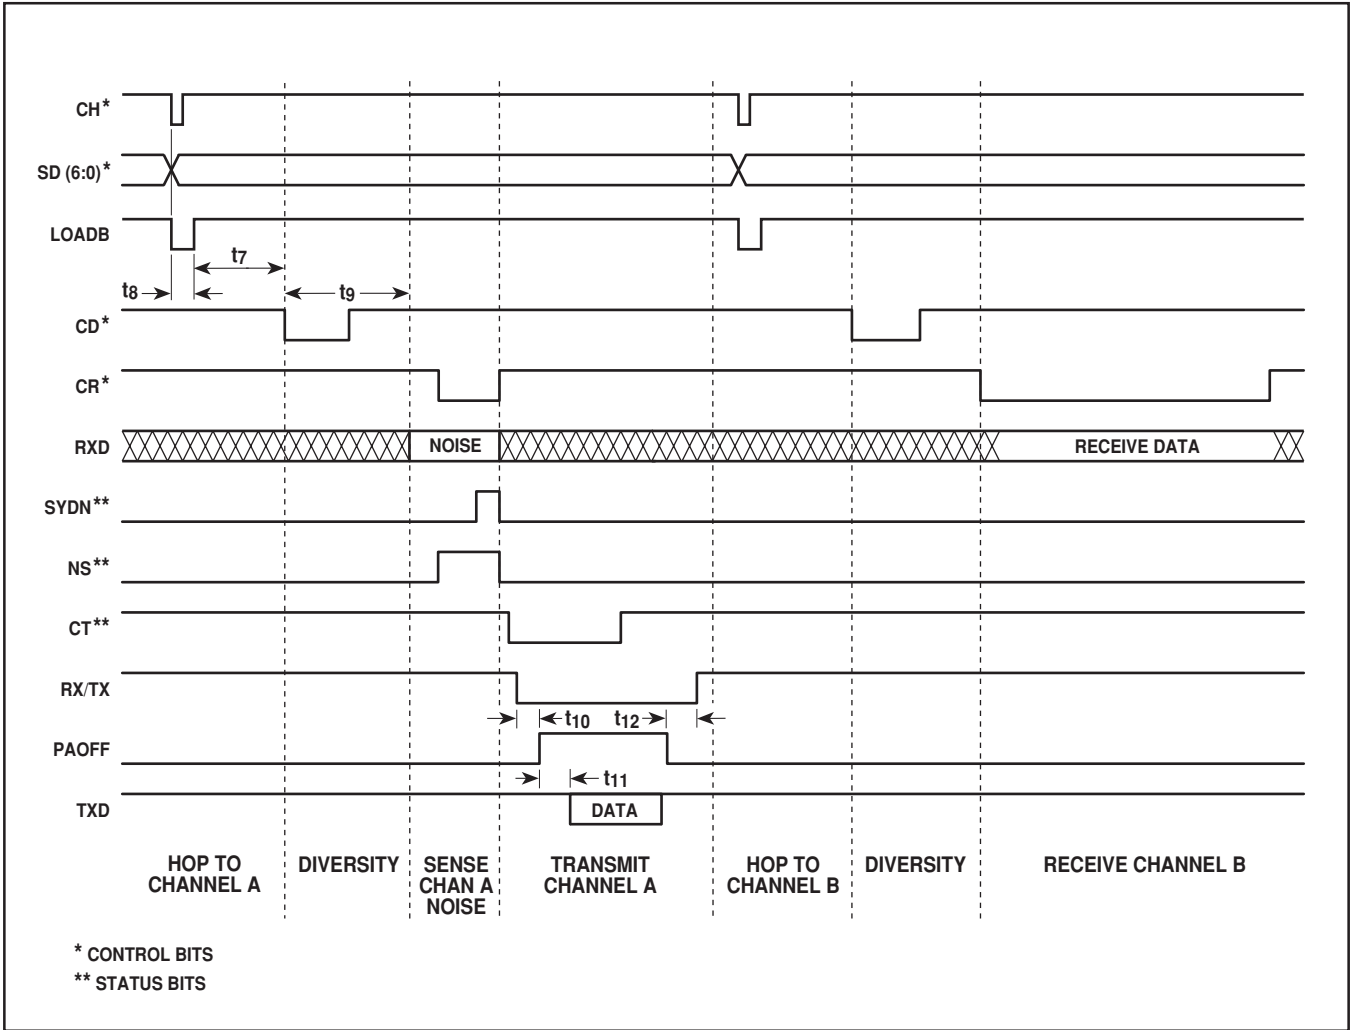 CH*
SD (6:0)*
LOADB
t7
t8
t9
CD*
CR*
RXD
NOISE
RECEIVE DATA
SYDN**
NS**
CT**
RX/TX
t10
t12
PAOFF
t11
TXD
DATA
HOP TO
CHANNEL A
DIVERSITY
SENSE
CHAN A
NOISE
TRANSMIT
CHANNEL A
HOP TO
CHANNEL B
DIVERSITY
RECEIVE CHANNEL B
* CONTROL BITS
** STATUS BITS